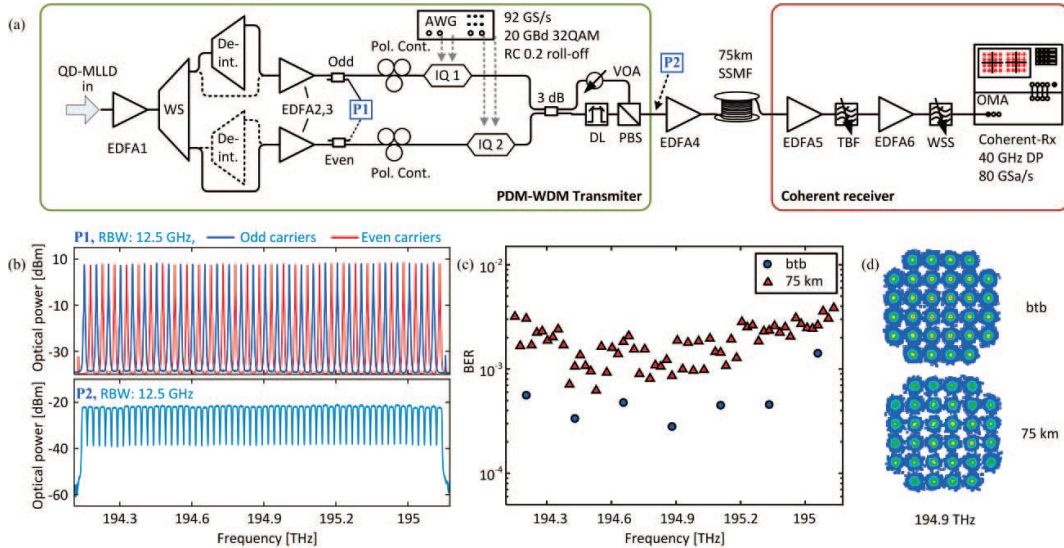 (a)
QD-MLLD
in
EDFA1
WS
De-
int.
De-
int.
EDFA2,3
Odd
Even
P1
Pol. Cont.
Pol. Cont.
AWG
92 GS/s
20 GBd 32QAM
RC 0.2 roll-off
IQ 1
IQ 2
3 dB
VOA
DL
PBS
PDM-WDM Transmiter
P2
EDFA4
75km
SSMF
EDFA5
TBF
EDFA6
WSS
OMA
Coherent-Rx
40 GHz DP
80 GSa/s
Coherent receiver
(b)
P1, RBW: 12.5 GHz,
Odd carriers
Even carriers
Optical power [dBm]
10
-10
-30
P2, RBW: 12.5 GHz
Optical power [dBm]
-20
-40
-60
194.3
194.6
194.9
195.2
195
Frequency [THz]
(c)
BER
10-2
10-3
10-4
btb
75 km
194.3
194.6
194.9
195.2
195
Frequency [THz]
(d)
btb
75 km
194.9 THz